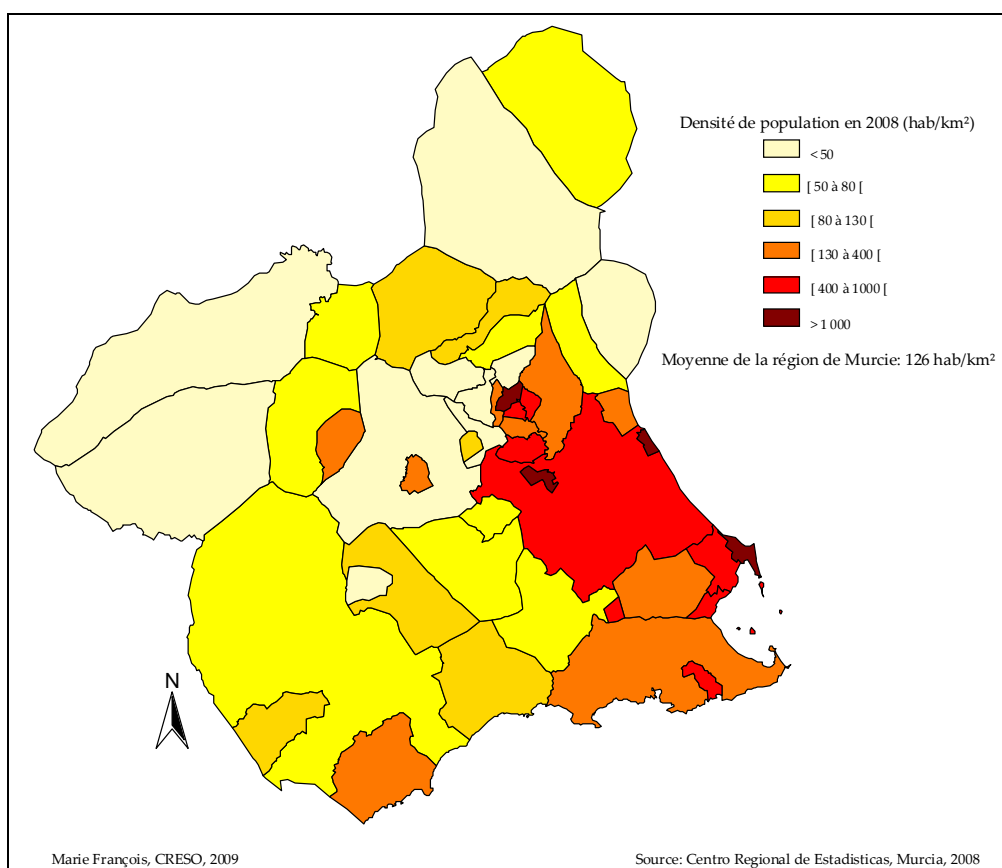 Densité de population en 2008 (hab/km²)
< 50
[ 50 à 80 [
[ 80 à 130 [
[ 130 à 400 [
[ 400 à 1000 [
> 1 000
Moyenne de la région de Murcie: 126 hab/km²
N
Marie François, CRESO, 2009
Source: Centro Regional de Estadisticas, Murcia, 2008